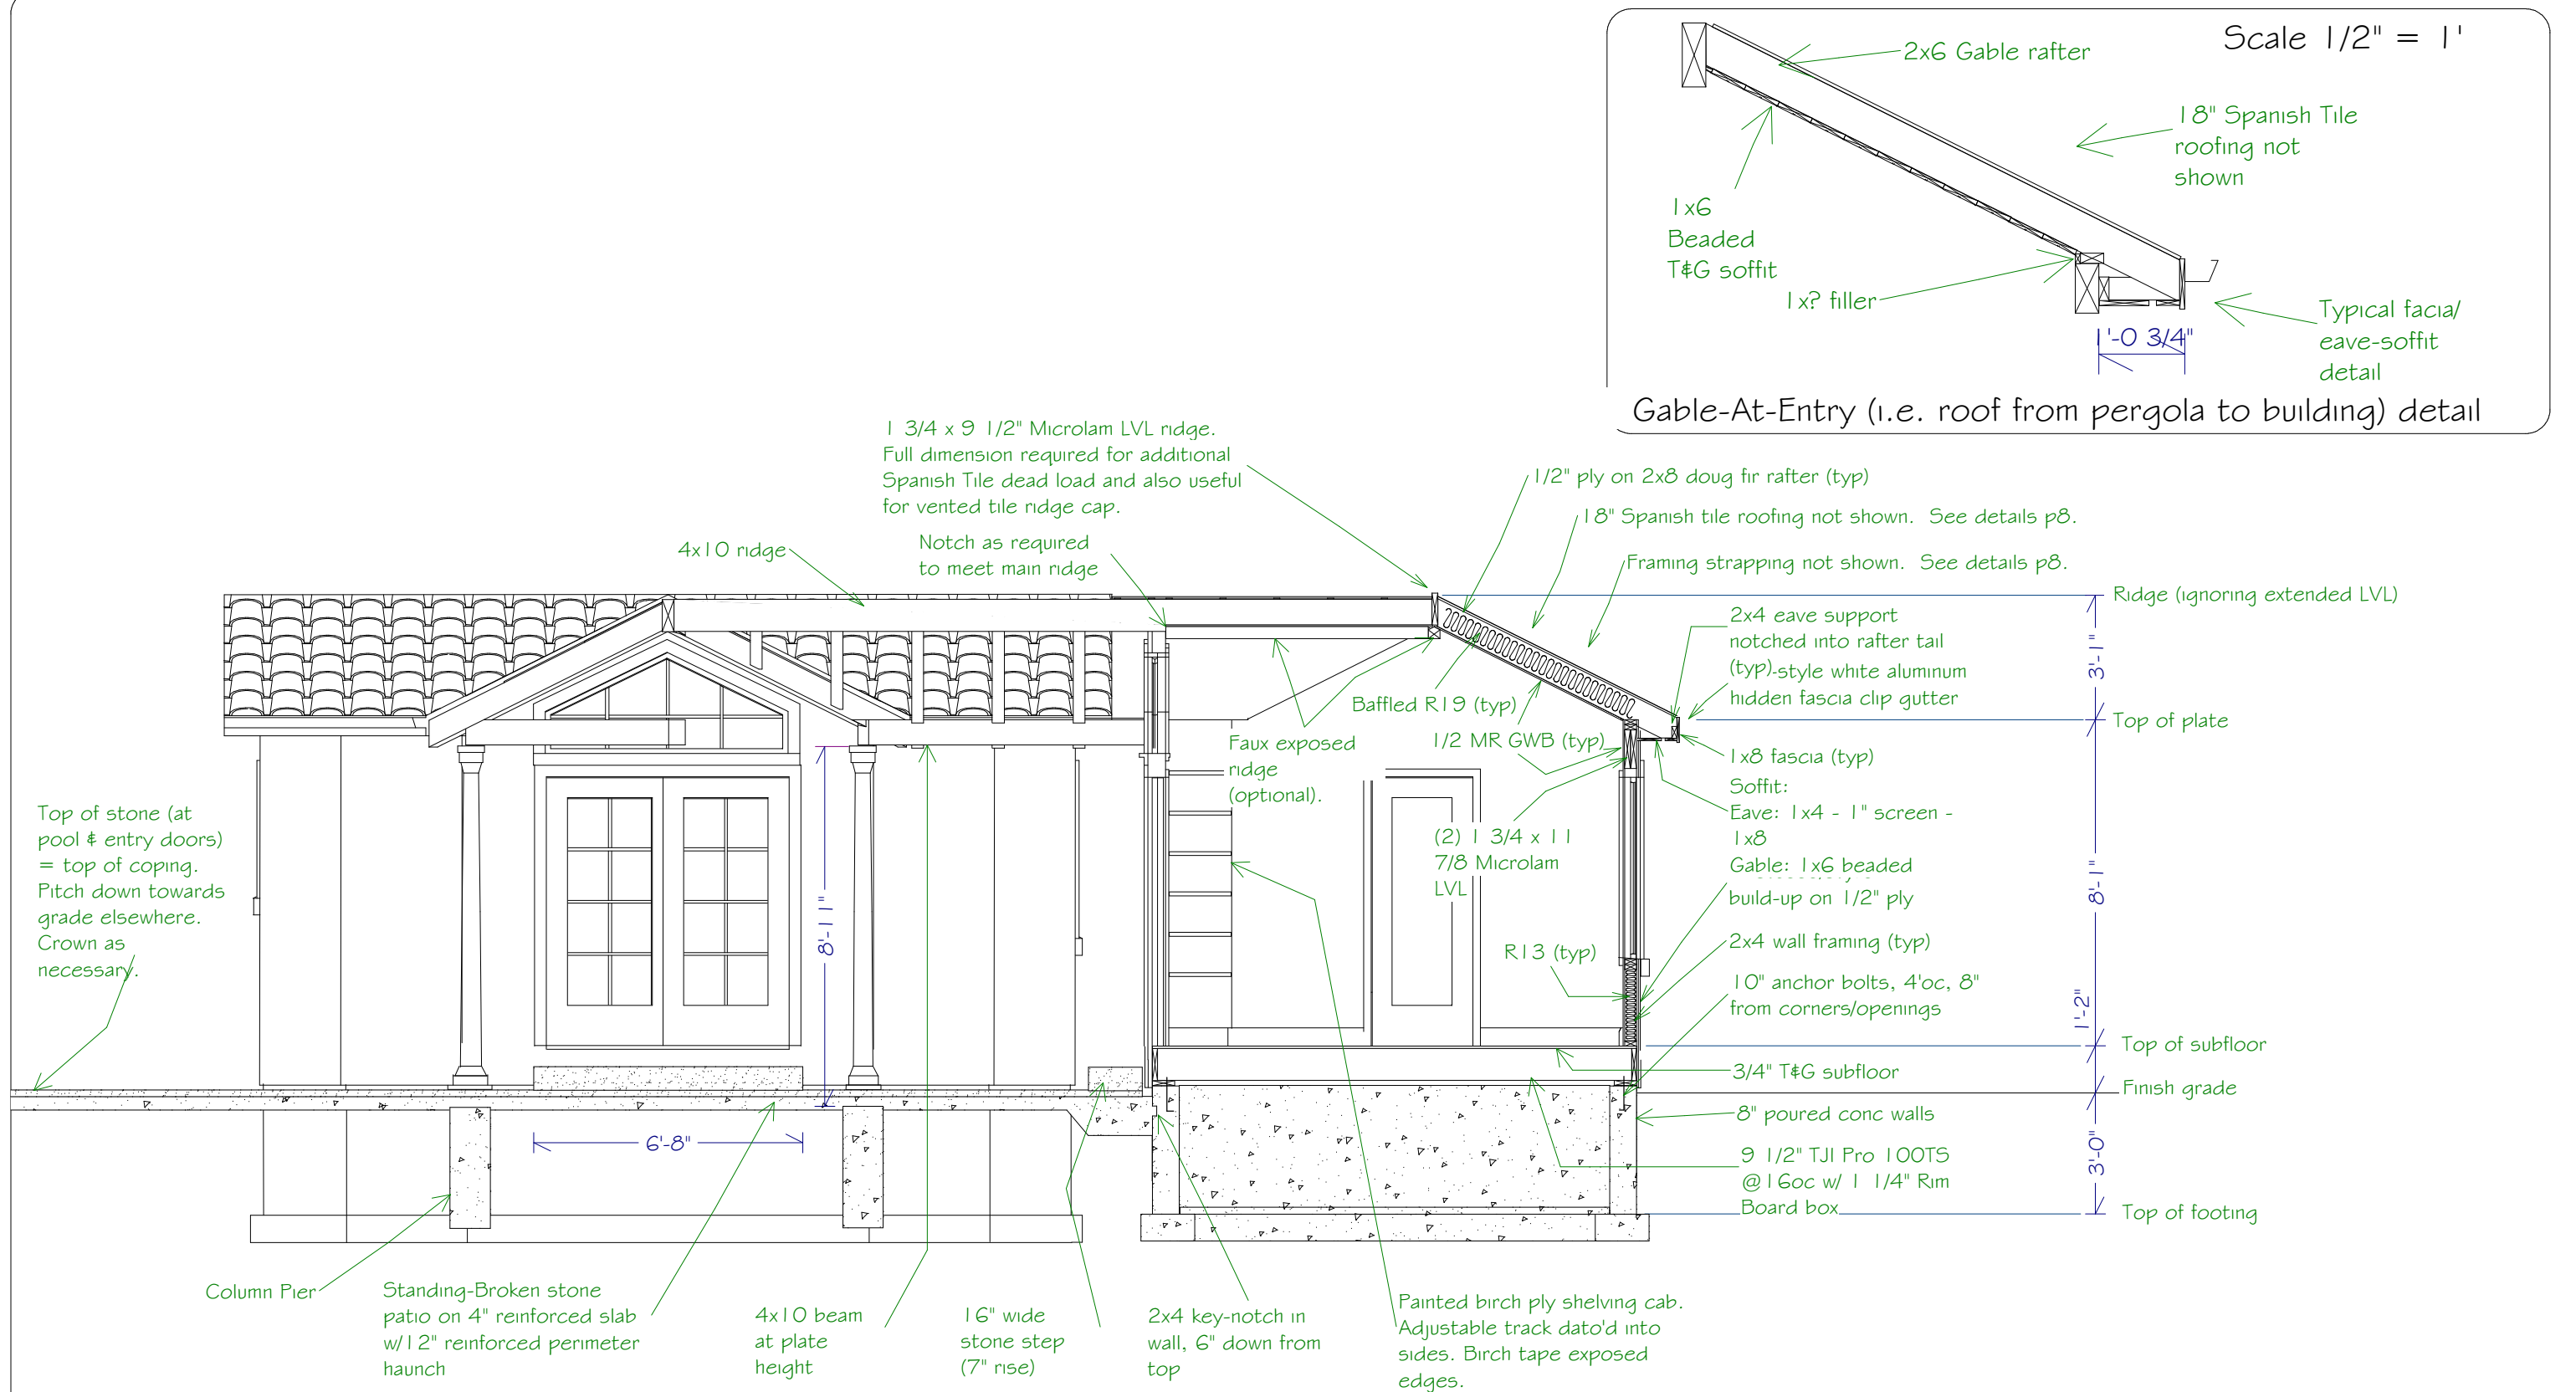 Scale 1/2" = 1'
2x6 Gable rafter
18" Spanish Tile
roofing not
shown
1x6
Beaded
T&G soffit
1x? filler
Typical facia/
eave-soffit
detail
1'-0 3/4"
Gable-At-Entry (i.e. roof from pergola to building) detail
1 3/4 x 9 1/2" Microlam LVL ridge.
Full dimension required for additional
Spanish Tile dead load and also useful
for vented tile ridge cap.
4x10 ridge
Notch as required
to meet main ridge
1/2" ply on 2x8 doug fir rafter (typ)
18" Spanish tile roofing not shown. See details p8.
Framing strapping not shown. See details p8.
Ridge (ignoring extended LVL)
2x4 eave support
notched into rafter tail
(typ)-style white aluminum
hidden fascia clip gutter
3'-1"
Top of plate
Baffled R19 (typ)
1/2 MR GWB (typ)
Faux exposed
ridge
(optional).
1x8 fascia (typ)
Soffit:
Eave: 1x4 - 1" screen -
1x8
Gable: 1x6 beaded
build-up on 1/2" ply
(2) 1 3/4 x 11
7/8 Microlam
LVL
8'-1"
2x4 wall framing (typ)
R13 (typ)
10" anchor bolts, 4'oc, 8"
from corners/openings
1'-2"
Top of subfloor
3/4" T&G subfloor
Finish grade
8" poured conc walls
9 1/2" TJI Pro 100TS
@16oc w/ 1 1/4" Rim
Board box
3'-0"
Top of footing
Top of stone (at
pool & entry doors)
= top of coping.
Pitch down towards
grade elsewhere.
Crown as
necessary.
8'-11"
6'-8"
Column Pier
Standing-Broken stone
patio on 4" reinforced slab
w/12" reinforced perimeter
haunch
4x10 beam
at plate
height
16" wide
stone step
(7" rise)
2x4 key-notch in
wall, 6" down from
top
Painted birch ply shelving cab.
Adjustable track dato'd into
sides. Birch tape exposed
edges.